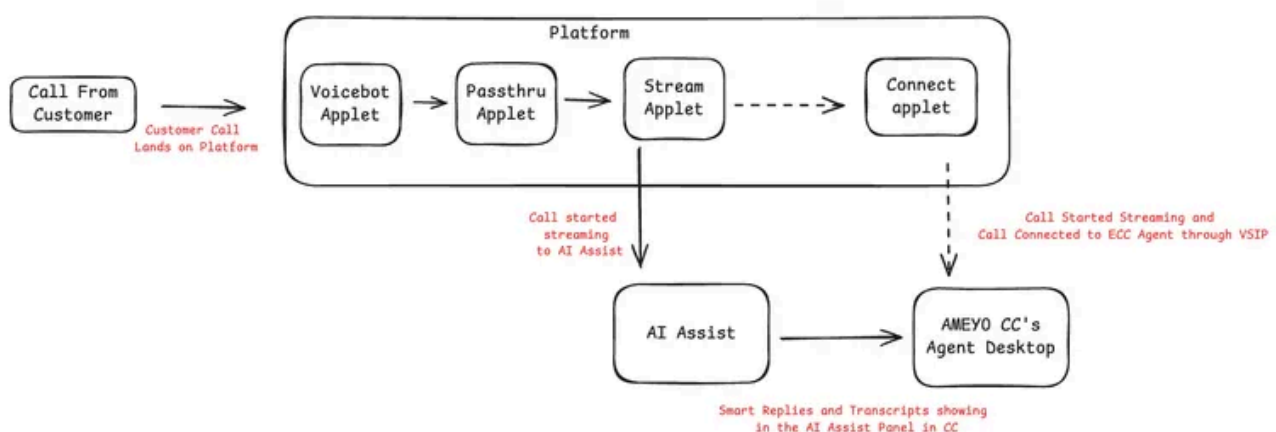 Platform
Call From
Customer
Voicebot
Applet
Passthru
Applet
Stream
Applet
Connect
applet
Customer Call
Lands on Platform
Call started
streaming
to AI Assist
Call Started Streaming and
Call Connected to ECC Agent through VSIP
AI Assist
AMEYO CC's
Agent Desktop
Smart Replies and Transcripts showing
in the AI Assist Panel in CC